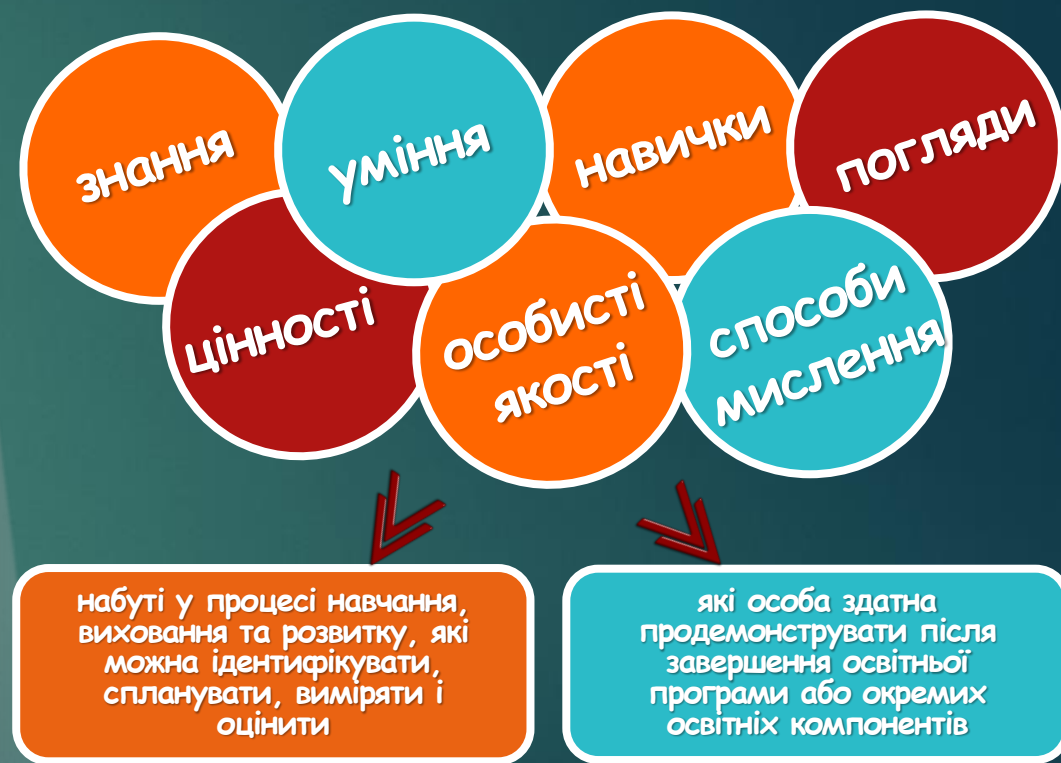 знання
уміння
навички
погляди
цінності
особисті
якості
способи
мислення
набуті у процесі навчання,
виховання та розвитку, які
можна ідентифікувати,
спланувати, виміряти і
оцінити
які особа здатна
продемонструвати після
завершення освітньої
програми або окремих
освітніх компонентів